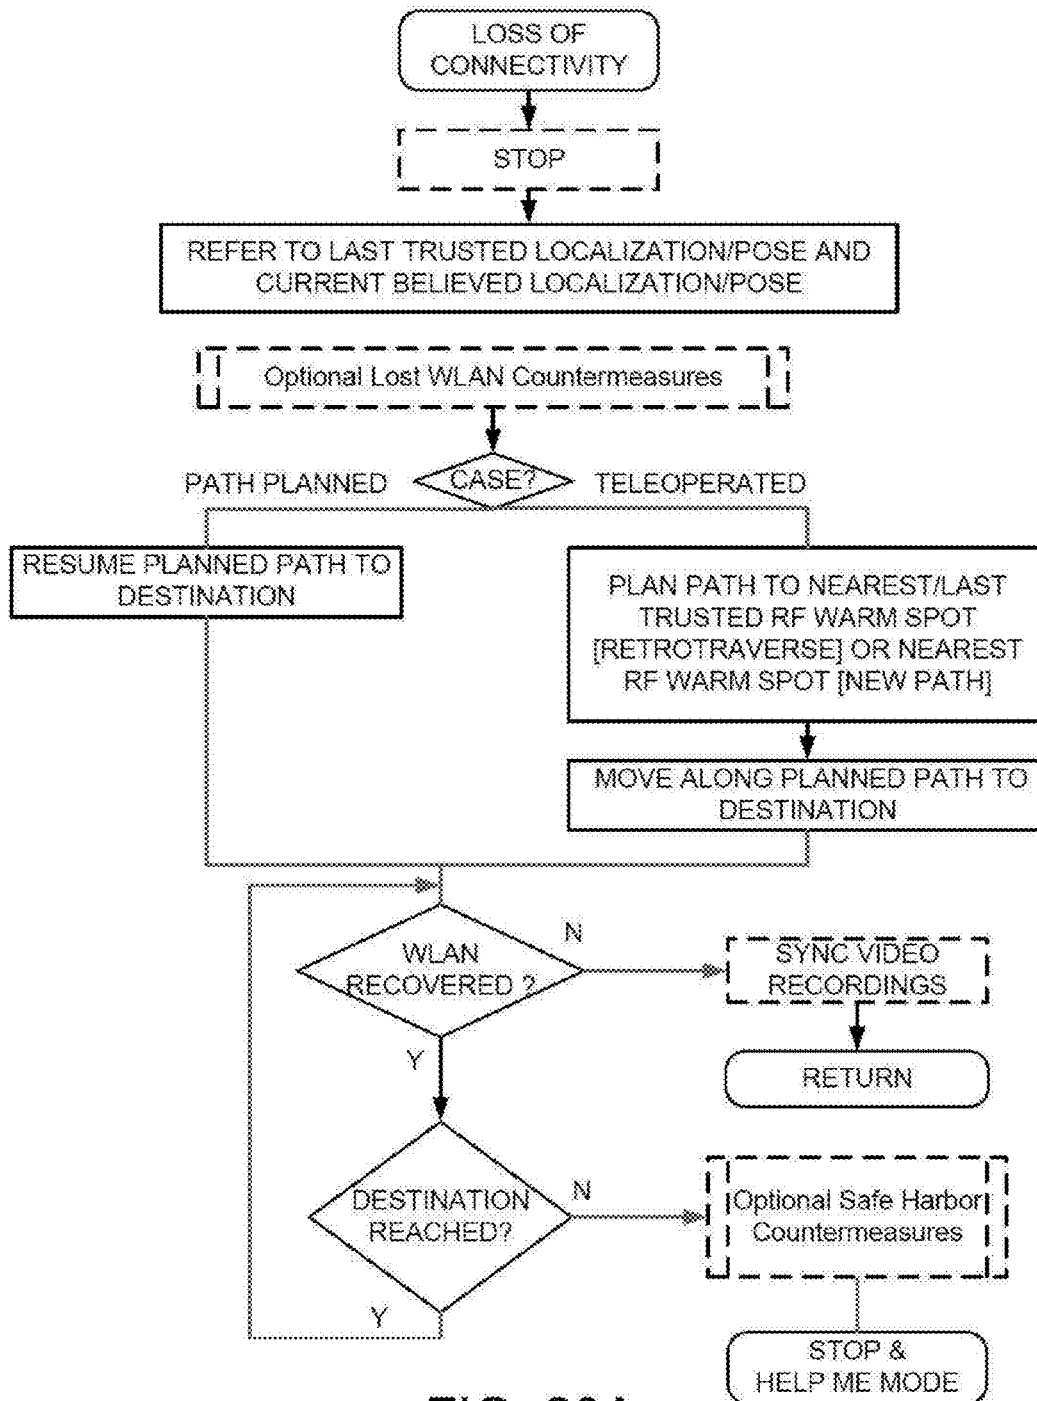 LOSS OF
CONNECTIVITY
STOP
REFER TO LAST TRUSTED LOCALIZATION/POSE AND
CURRENT BELIEVED LOCALIZATION/POSE
Optional Lost WLAN Countermeasures
CASE?
PATH PLANNED
TELEOPERATED
RESUME PLANNED PATH TO
DESTINATION
PLAN PATH TO NEAREST/LAST
TRUSTED RF WARM SPOT
[RETROTRAVERSE] OR NEAREST
RF WARM SPOT [NEW PATH]
MOVE ALONG PLANNED PATH TO
DESTINATION
WLAN
RECOVERED ?
N
SYNC VIDEO
RECORDINGS
Y
RETURN
DESTINATION
REACHED?
N
Optional Safe Harbor
Countermeasures
Y
STOP &
HELP ME MODE